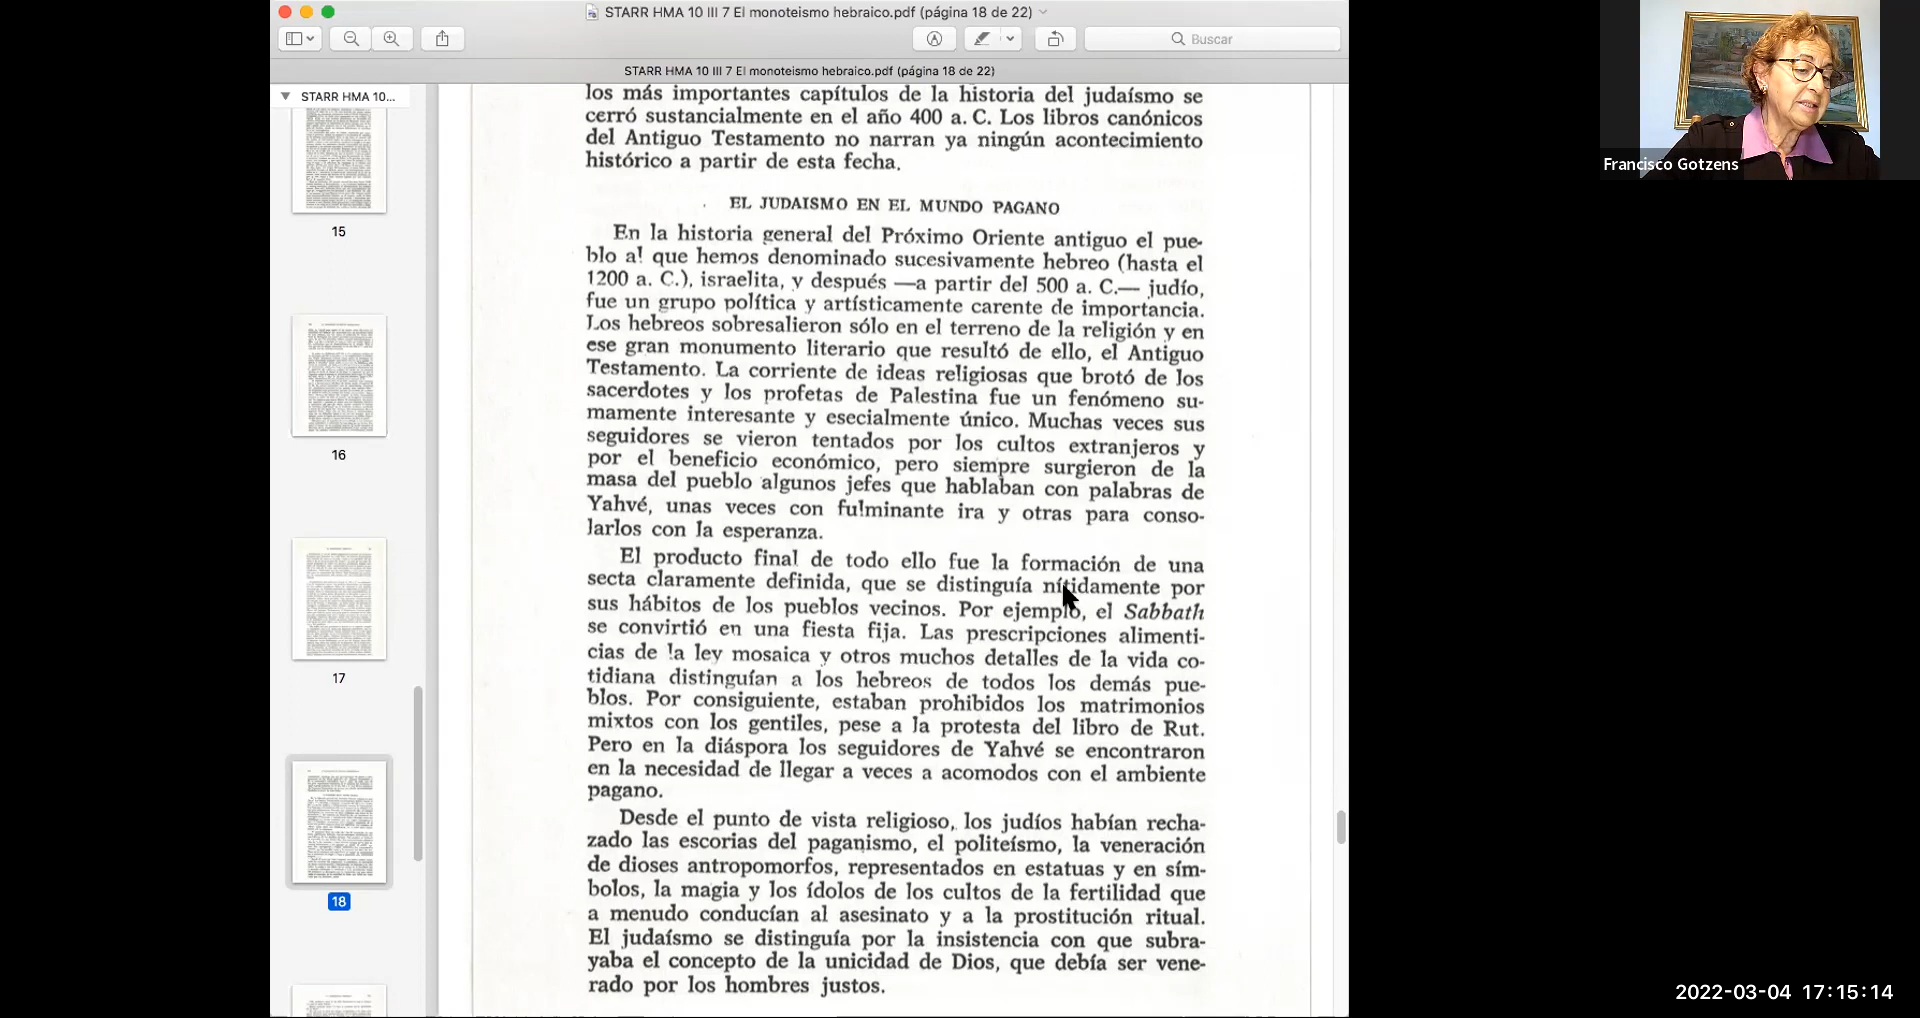 STARR HMA 10 III 7 El monoteismo hebraico.pdf (página 18 de 22)
Buscar
STARR HMA 10 III 7 El monoteismo hebraico.pdf (página 18 de 22)
STARR HMA 10...
15
16
17
18
los más importantes capítulos de la historia del judaísmo se
cerró sustancialmente en el año 400 a. C. Los libros canónicos
del Antiguo Testamento no narran ya ningún acontecimiento
histórico a partir de esta fecha.
EL JUDAISMO EN EL MUNDO PAGANO
En la historia general del Próximo Oriente antiguo el pue-
blo al que hemos denominado sucesivamente hebreo (hasta el
1200 a. C.), israelita, y después —a partir del 500 a. C.— judío,
fue un grupo política y artísticamente carente de importancia.
Los hebreos sobresalieron sólo en el terreno de la religión y en
ese gran monumento literario que resultó de ello, el Antiguo
Testamento. La corriente de ideas religiosas que brotó de los
sacerdotes y los profetas de Palestina fue un fenómeno su-
mamente interesante y esecialmente único. Muchas veces sus
seguidores se vieron tentados por los cultos extranjeros y
por el beneficio económico, pero siempre surgieron de la
masa del pueblo algunos jefes que hablaban con palabras de
Yahvé, unas veces con fulminante ira y otras para conso-
larlos con la esperanza.
El producto final de todo ello fue la formación de una
secta claramente definida, que se distinguía nítidamente por
sus hábitos de los pueblos vecinos. Por ejemplo, el Sabbath
se convirtió en una fiesta fija. Las prescripciones alimenti-
cias de la ley mosaica y otros muchos detalles de la vida co-
tidiana distinguían a los hebreos de todos los demás pue-
blos. Por consiguiente, estaban prohibidos los matrimonios
mixtos con los gentiles, pese a la protesta del libro de Rut.
Pero en la diáspora los seguidores de Yahvé se encontraron
en la necesidad de llegar a veces a acomodos con el ambiente
pagano.
Desde el punto de vista religioso, los judíos habían recha-
zado las escorias del paganismo, el politeísmo, la veneración
de dioses antropomorfos, representados en estatuas y en sím-
bolos, la magia y los ídolos de los cultos de la fertilidad que
a menudo conducían al asesinato y a la prostitución ritual.
El judaísmo se distinguía por la insistencia con que subra-
yaba el concepto de la unicidad de Dios, que debía ser vene-
rado por los hombres justos.
Francisco Gotzens
2022-03-04 17:15:14